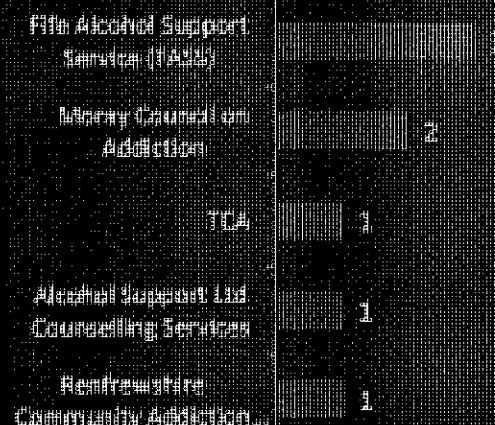 Fife Alcohol Support
Service (FASS)
Moray Council on
Addiction
2
TCA
1
Alcohol Support Ltd
Counselling Services
1
Renfrewshire
Community Addiction...
1